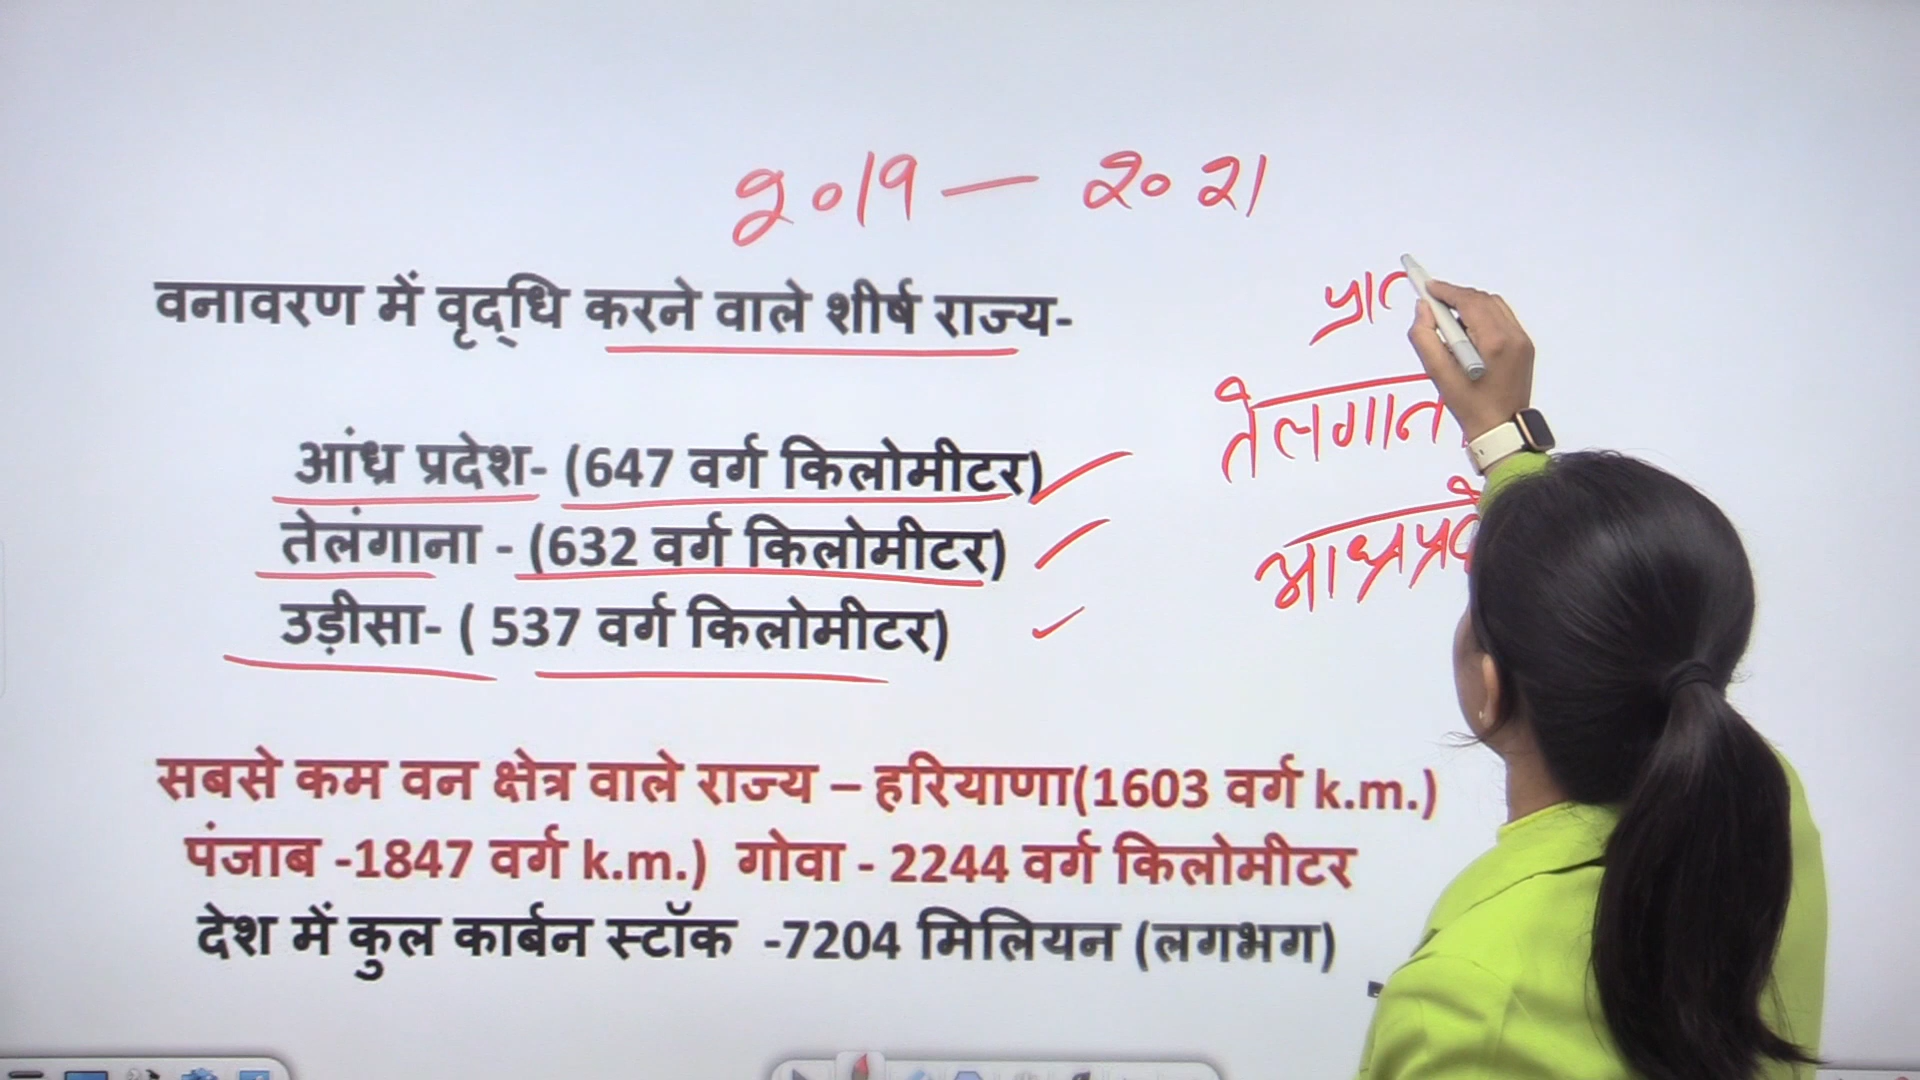 2019 — 2021
वनावरण में वृद्धि करने वाले शीर्ष राज्य-
आंध्र प्रदेश- (647 वर्ग किलोमीटर)
तेलंगाना - (632 वर्ग किलोमीटर)
उड़ीसा- ( 537 वर्ग किलोमीटर)
सबसे कम वन क्षेत्र वाले राज्य – हरियाणा(1603 वर्ग k.m.)
पंजाब -1847 वर्ग k.m.) गोवा - 2244 वर्ग किलोमीटर
देश में कुल कार्बन स्टॉक -7204 मिलियन (लगभग)